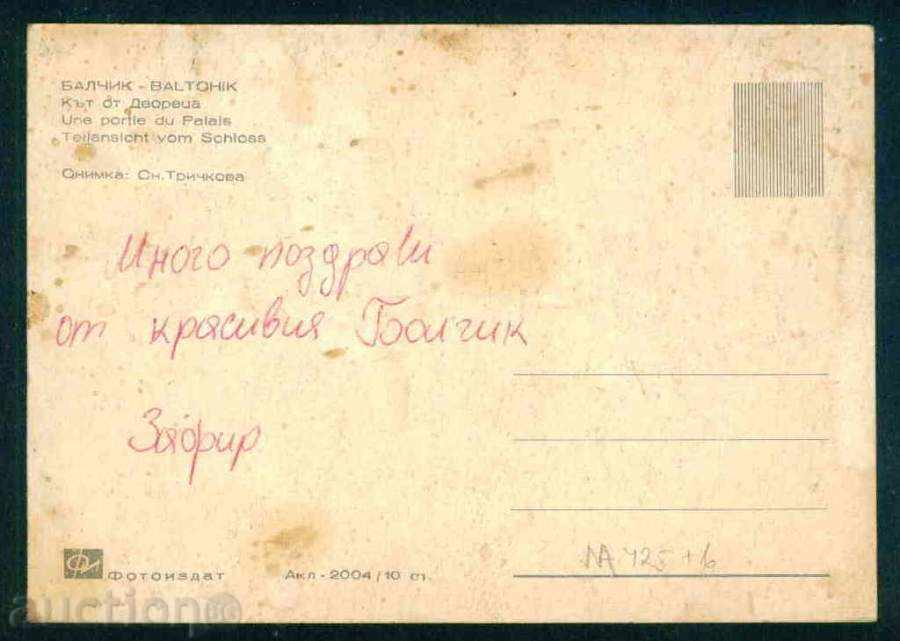 БАЛЧИК - BALTCHIK
Кът от Двореца
Une partie du Palais
Teilansicht vom Schloss
Снимка: Сн. Тричкова
Много поздрави
от красивия Балчик
Зафир
Фотоиздат
Акл - 2004 / 10 ст.
auction